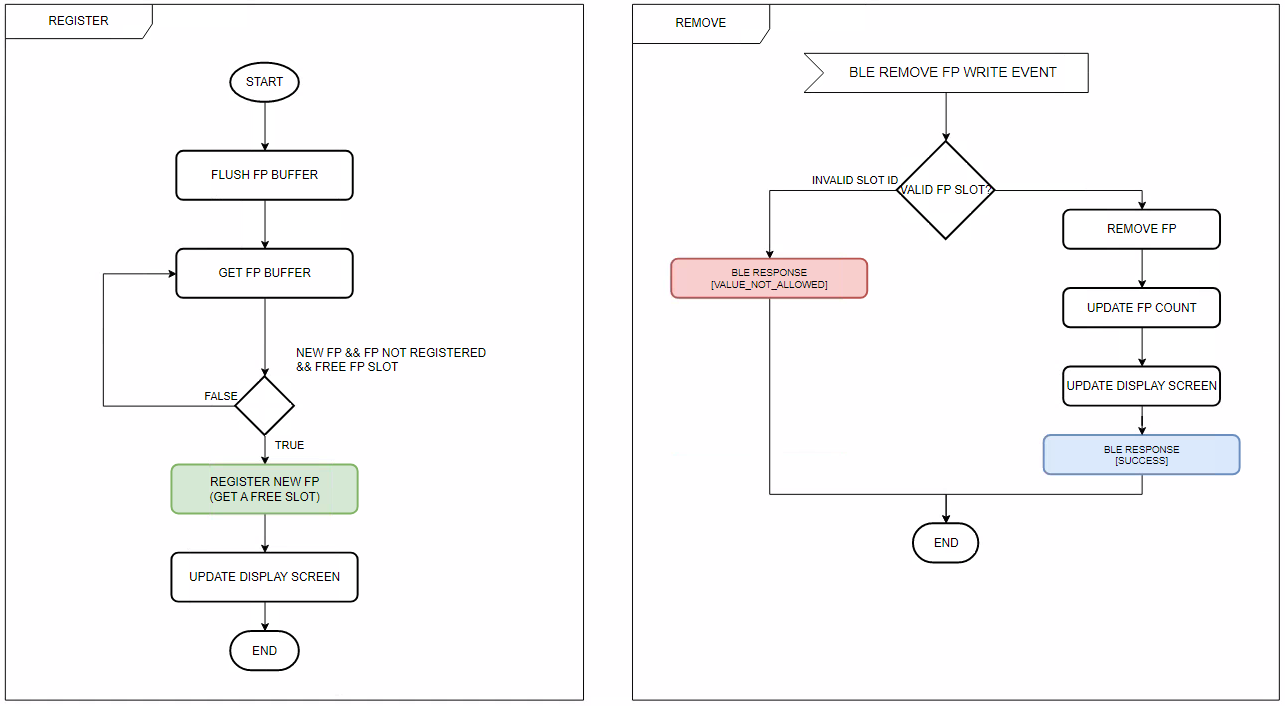 REGISTER
START
FLUSH FP BUFFER
GET FP BUFFER
NEW FP && FP NOT REGISTERED
&& FREE FP SLOT
FALSE
TRUE
REGISTER NEW FP
(GET A FREE SLOT)
UPDATE DISPLAY SCREEN
END
REMOVE
BLE REMOVE FP WRITE EVENT
INVALID SLOT ID
VALID FP SLOT?
BLE RESPONSE
[VALUE_NOT_ALLOWED]
REMOVE FP
UPDATE FP COUNT
UPDATE DISPLAY SCREEN
BLE RESPONSE
[SUCCESS]
END